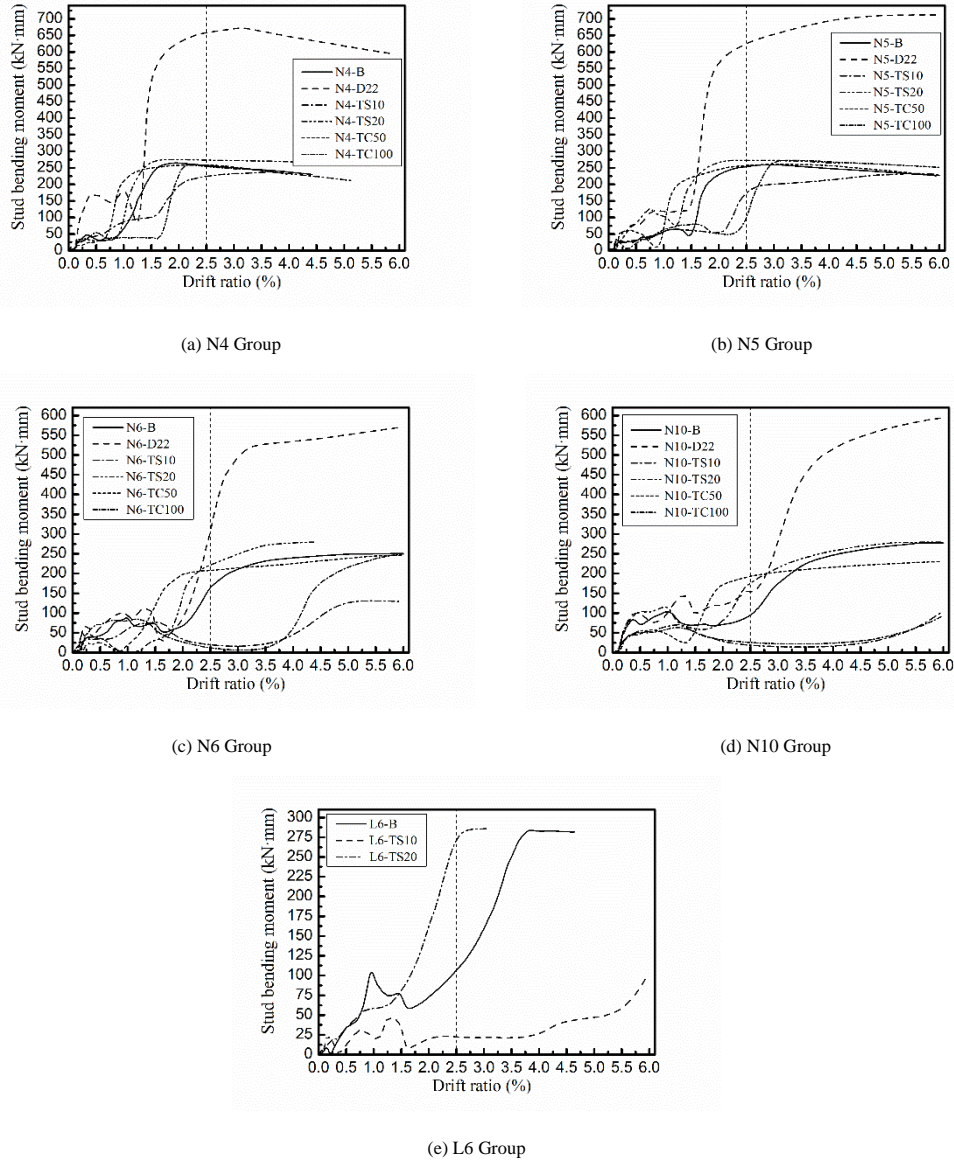 700
650
600
550
500
450
400
350
300
250
200
150
100
50
0
Stud bending moment (kN·mm)
N4-B
N4-D22
N4-TS10
N4-TS20
N4-TC50
N4-TC100
0.0 0.5 1.0 1.5 2.0 2.5 3.0 3.5 4.0 4.5 5.0 5.5 6.0
Drift ratio (%)
(a) N4 Group
700
650
600
550
500
450
400
350
300
250
200
150
100
50
0
Stud bending moment (kN·mm)
N5-B
N5-D22
N5-TS10
N5-TS20
N5-TC50
N5-TC100
0.0 0.5 1.0 1.5 2.0 2.5 3.0 3.5 4.0 4.5 5.0 5.5 6.0
Drift ratio (%)
(b) N5 Group
600
550
500
450
400
350
300
250
200
150
100
50
0
Stud bending moment (kN·mm)
N6-B
N6-D22
N6-TS10
N6-TS20
N6-TC50
N6-TC100
0.0 0.5 1.0 1.5 2.0 2.5 3.0 3.5 4.0 4.5 5.0 5.5 6.0
Drift ratio (%)
(c) N6 Group
600
550
500
450
400
350
300
250
200
150
100
50
0
Stud bending moment (kN·mm)
N10-B
N10-D22
N10-TS10
N10-TS20
N10-TC50
N10-TC100
0.0 0.5 1.0 1.5 2.0 2.5 3.0 3.5 4.0 4.5 5.0 5.5 6.0
Drift ratio (%)
(d) N10 Group
300
275
250
225
200
175
150
125
100
75
50
25
0
Stud bending moment (kN·mm)
L6-B
L6-TS10
L6-TS20
0.0 0.5 1.0 1.5 2.0 2.5 3.0 3.5 4.0 4.5 5.0 5.5 6.0
Drift ratio (%)
(e) L6 Group